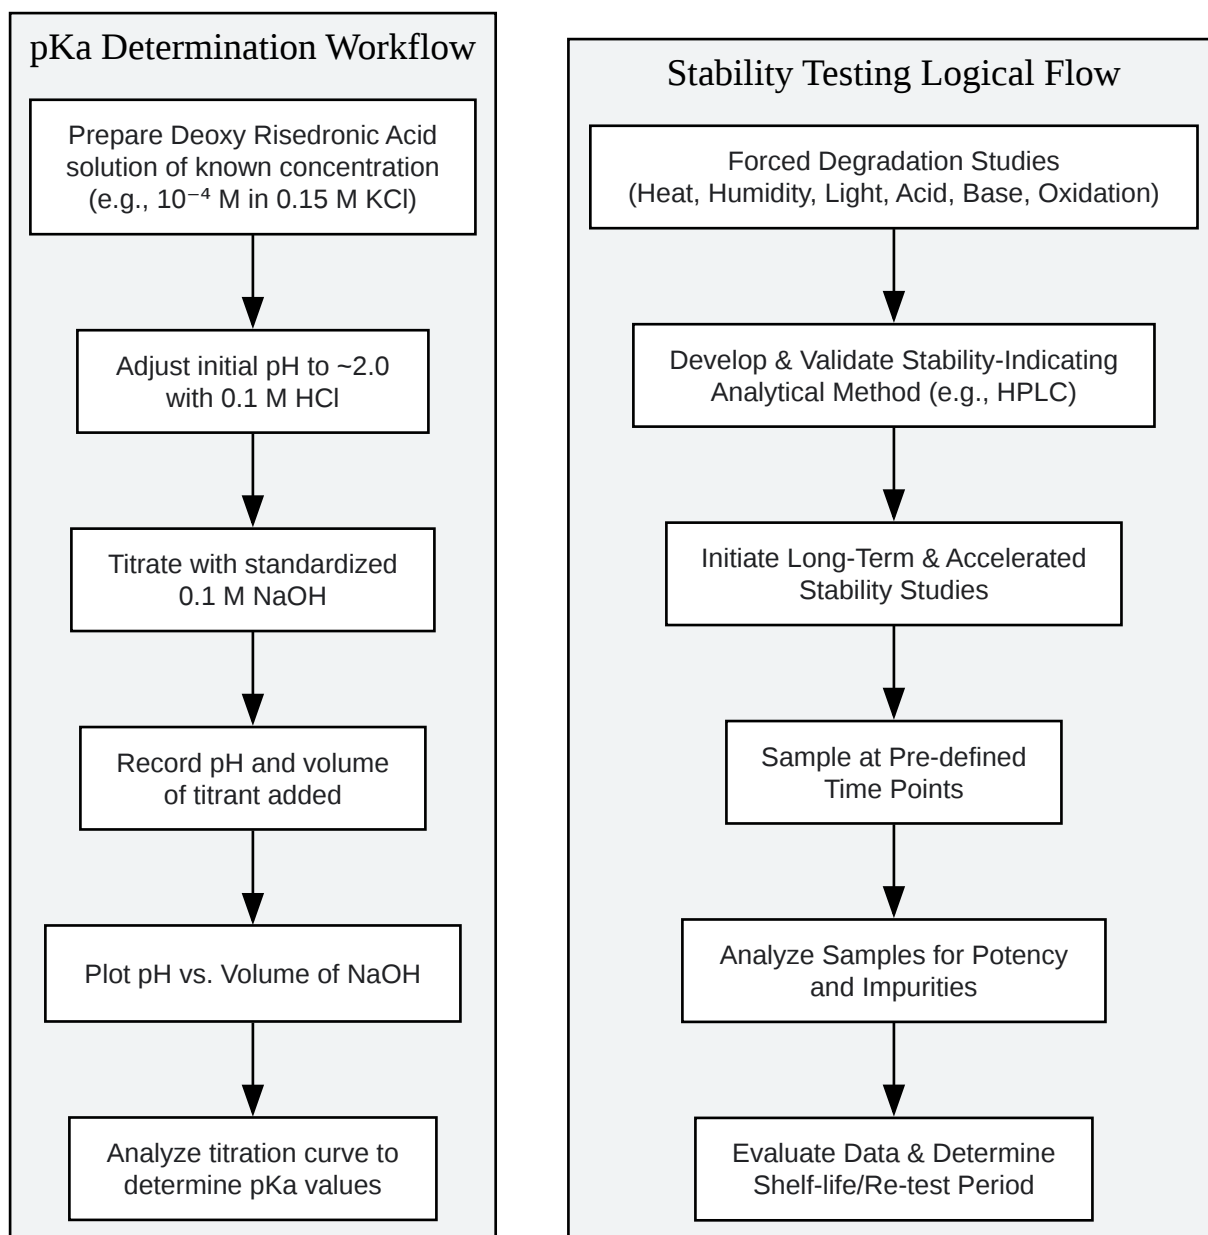 pKa Determination Workflow
Prepare Deoxy Risedronic Acid
solution of known concentration
(e.g., 10⁻⁴ M in 0.15 M KCl)
Adjust initial pH to ~2.0
with 0.1 M HCl
Titrate with standardized
0.1 M NaOH
Record pH and volume
of titrant added
Plot pH vs. Volume of NaOH
Analyze titration curve to
determine pKa values
Stability Testing Logical Flow
Forced Degradation Studies
(Heat, Humidity, Light, Acid, Base, Oxidation)
Develop & Validate Stability-Indicating
Analytical Method (e.g., HPLC)
Initiate Long-Term & Accelerated
Stability Studies
Sample at Pre-defined
Time Points
Analyze Samples for Potency
and Impurities
Evaluate Data & Determine
Shelf-life/Re-test Period